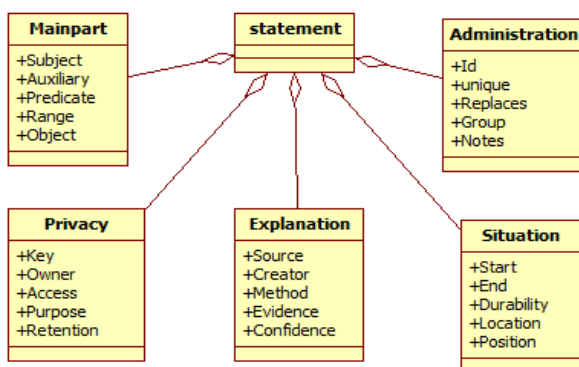 Mainpart
+Subject
+Auxiliary
+Predicate
+Range
+Object
statement
Administration
+Id
+unique
+Replaces
+Group
+Notes
Privacy
+Key
+Owner
+Access
+Purpose
+Retention
Explanation
+Source
+Creator
+Method
+Evidence
+Confidence
Situation
+Start
+End
+Durability
+Location
+Position